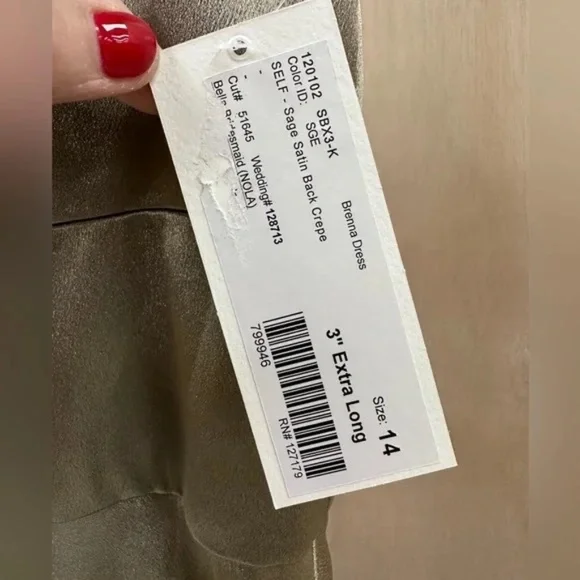 120102 SBX3-K Brenna Dress
Color ID: SGE
SELF - Sage Satin Back Crepe
-
-
Cut# 51645 Wedding# 128713
Belle Bridesmaid (NOLA)
Size: 14
3" Extra Long
799946
RN# 127179